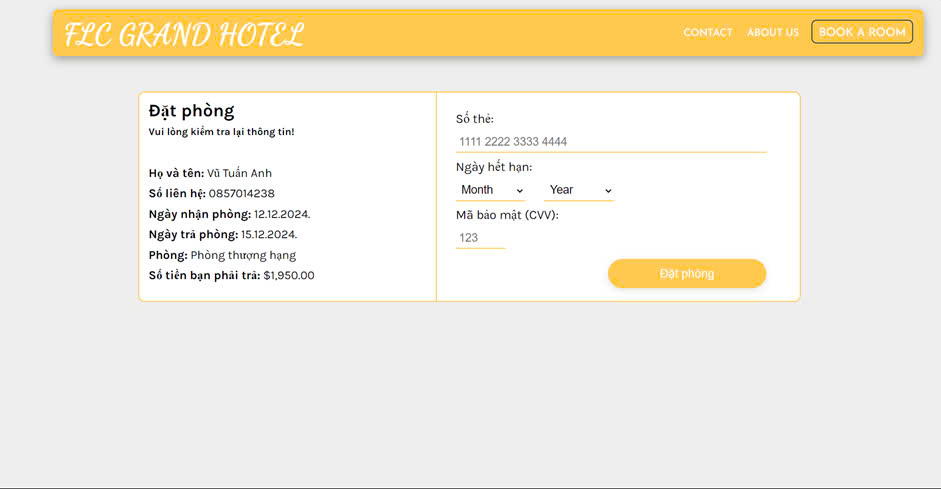 FLC GRAND HOTEL
CONTACT ABOUT US BOOK A ROOM
Đặt phòng
Vui lòng kiểm tra lại thông tin!
Họ và tên: Vũ Tuấn Anh
Số liên hệ: 0857014238
Ngày nhận phòng: 12.12.2024.
Ngày trả phòng: 15.12.2024.
Phòng: Phòng thượng hạng
Số tiền bạn phải trả: $1,950.00
Số thẻ:
1111 2222 3333 4444
Ngày hết hạn:
Month Year
Mã bảo mật (CVV):
123
Đặt phòng